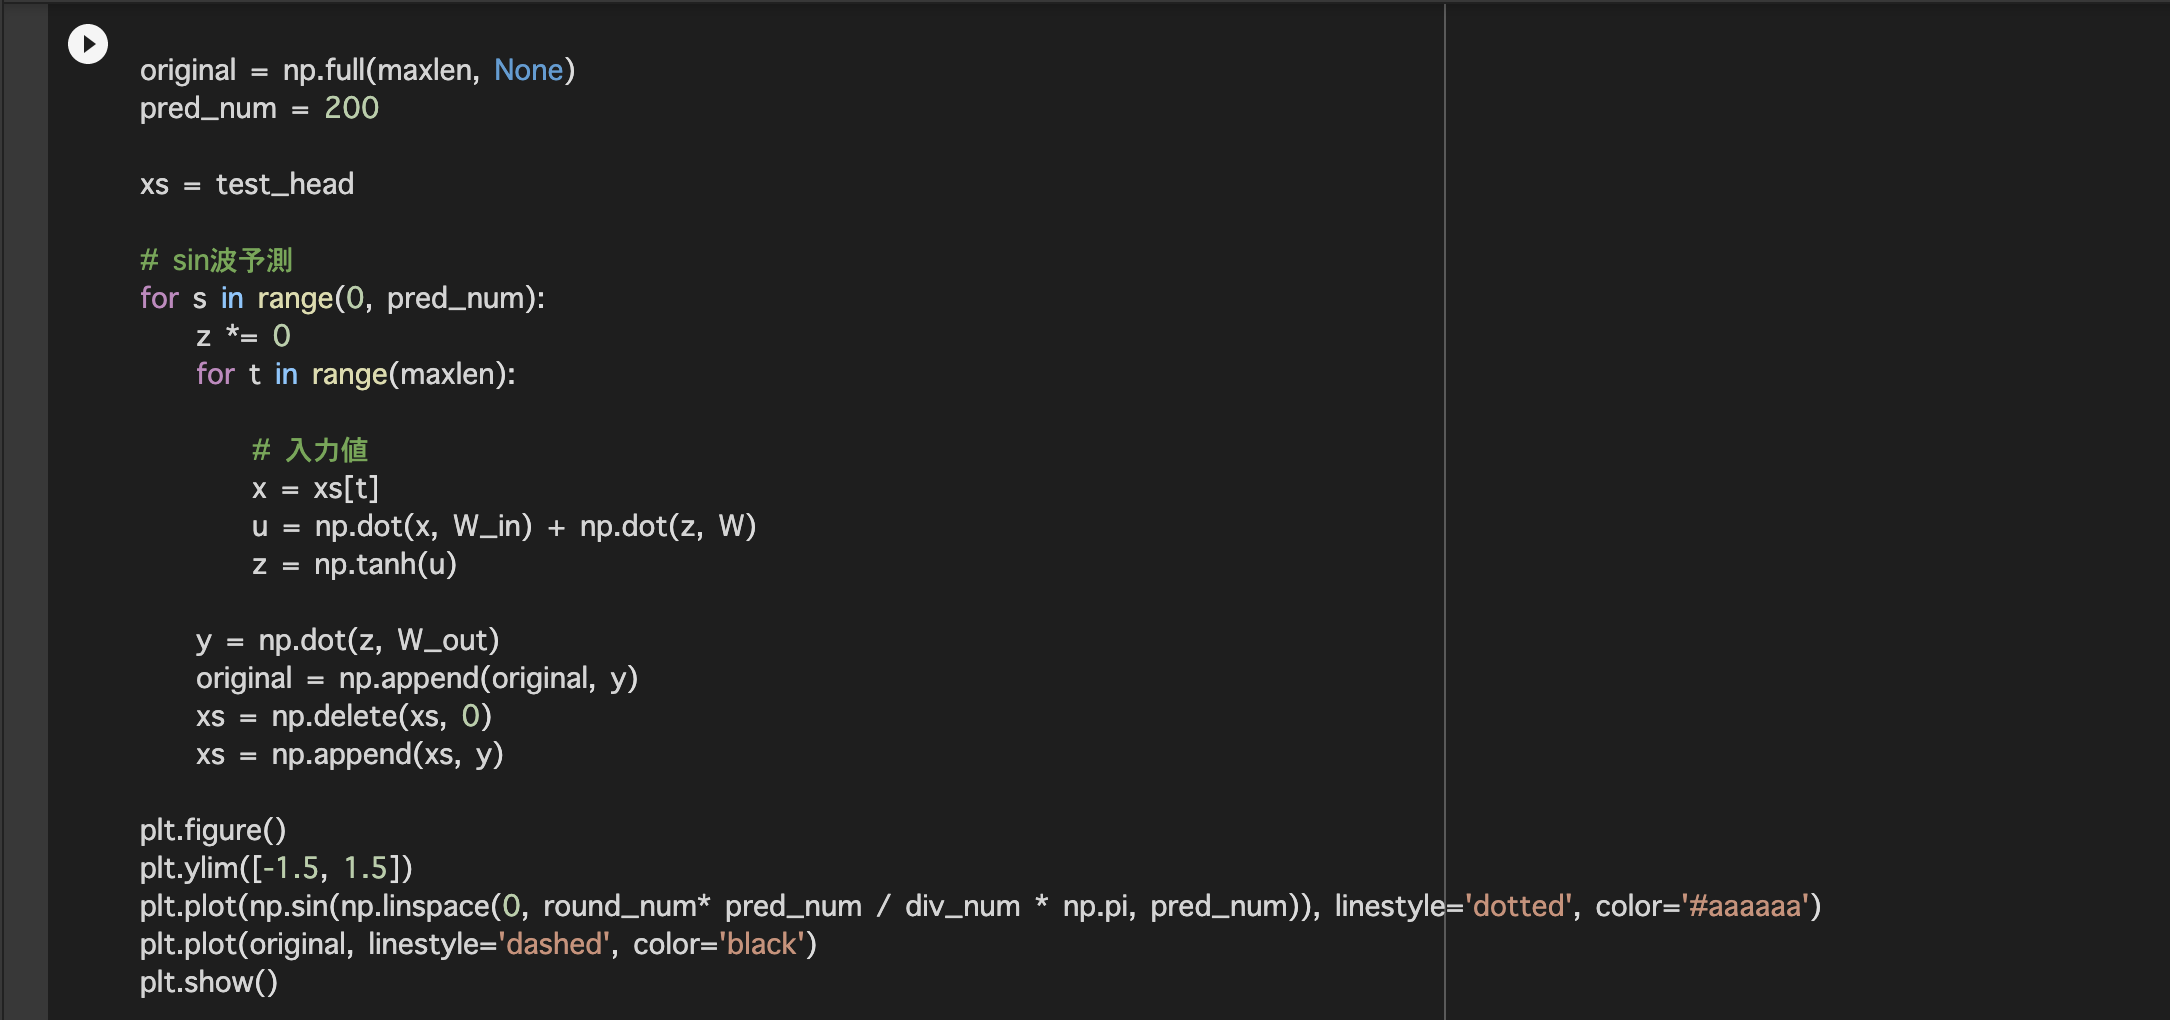 original = np.full(maxlen, None)
pred_num = 200
xs = test_head
# sin波予測
for s in range(0, pred_num):
    z *= 0
    for t in range(maxlen):
        # 入力値
        x = xs[t]
        u = np.dot(x, W_in) + np.dot(z, W)
        z = np.tanh(u)
    y = np.dot(z, W_out)
    original = np.append(original, y)
    xs = np.delete(xs, 0)
    xs = np.append(xs, y)
plt.figure()
plt.ylim([-1.5, 1.5])
plt.plot(np.sin(np.linspace(0, round_num* pred_num / div_num * np.pi, pred_num)), linestyle='dotted', color='#aaaaaa')
plt.plot(original, linestyle='dashed', color='black')
plt.show()